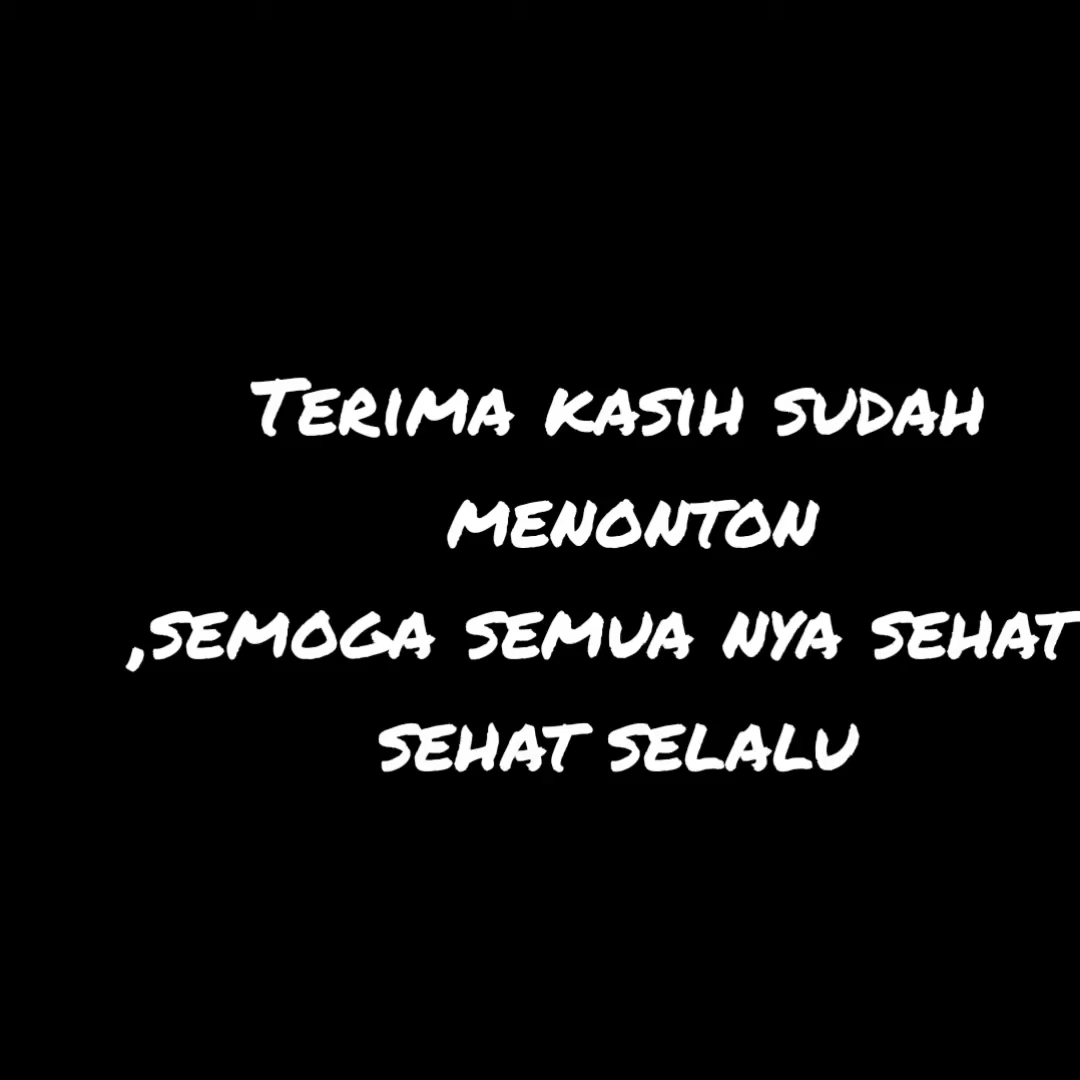 Terima kasih sudah
menonton
,semoga semua nya sehat
sehat selalu